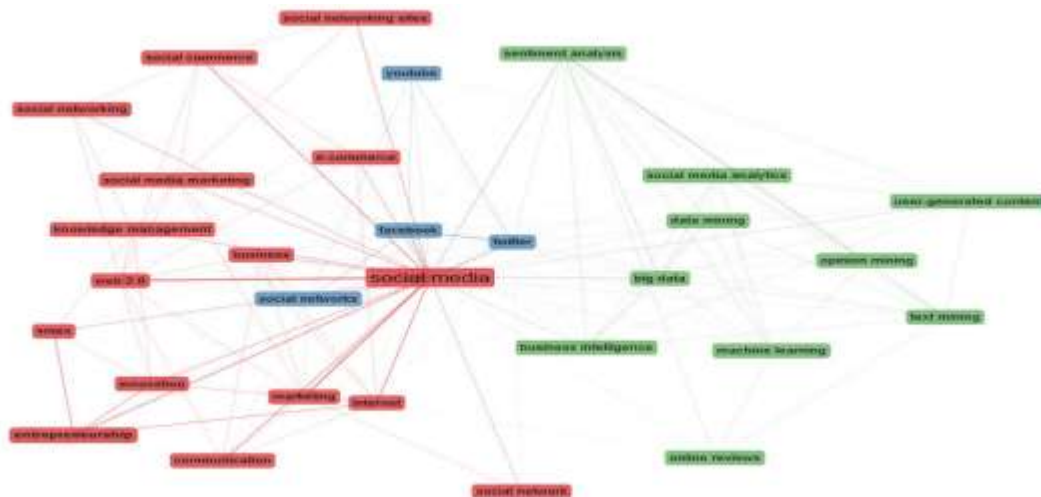 social networking sites
social commerce
sentiment analysis
youtube
social networking
e-commerce
social media marketing
social media analytics
user-generated content
data mining
knowledge management
facebook
twitter
business
opinion mining
social media
web 2.0
big data
social networks
text mining
smes
business intelligence
machine learning
innovation
marketing
internet
entrepreneurship
communication
online reviews
social network